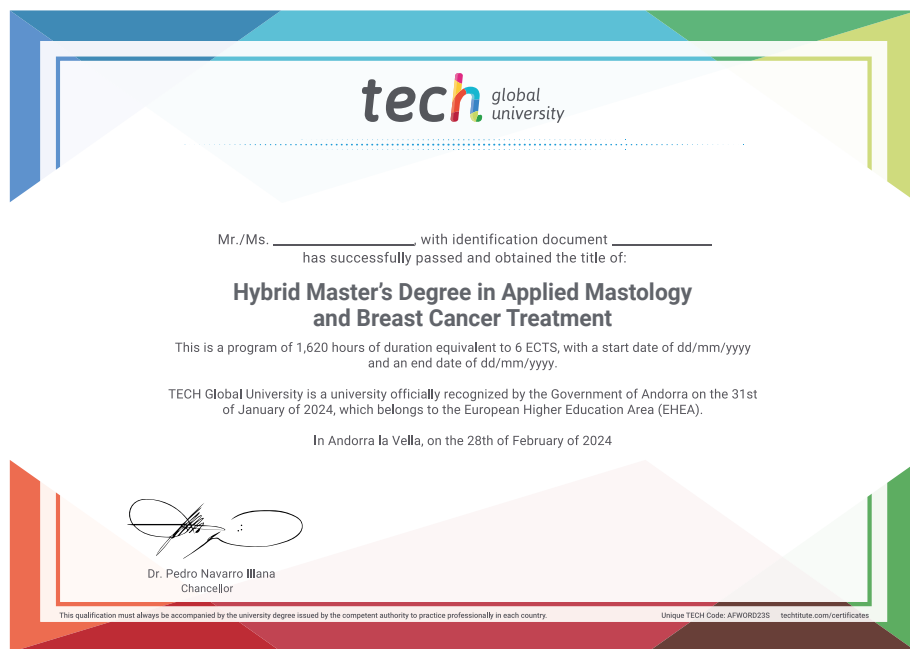 tech global
university
Mr./Ms. ____________, with identification document ____________
has successfully passed and obtained the title of:
Hybrid Master’s Degree in Applied Mastology
and Breast Cancer Treatment
This is a program of 1,620 hours of duration equivalent to 6 ECTS, with a start date of dd/mm/yyyy
and an end date of dd/mm/yyyy.
TECH Global University is a university officially recognized by the Government of Andorra on the 31st
of January of 2024, which belongs to the European Higher Education Area (EHEA).
In Andorra la Vella, on the 28th of February of 2024
Dr. Pedro Navarro Illana
Chancellor
This qualification must always be accompanied by the university degree issued by the competent authority to practice professionally in each country.
Unique TECH Code: AFWORD23S techtitute.com/certificates